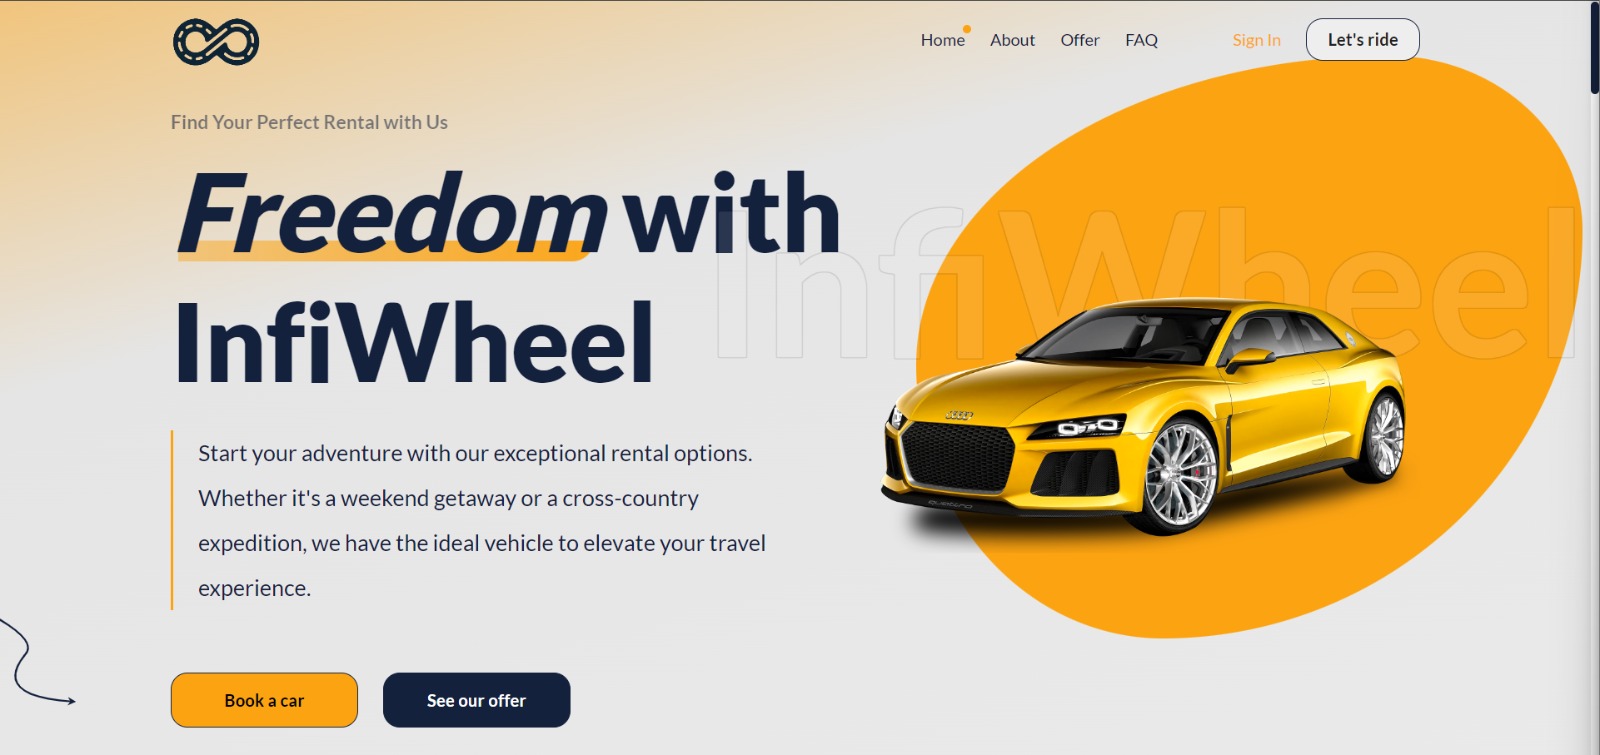 Home About Offer FAQ Sign In Let's ride
Find Your Perfect Rental with Us
Freedom with
InfiWheel
InfiWheel
Start your adventure with our exceptional rental options.
Whether it's a weekend getaway or a cross-country
expedition, we have the ideal vehicle to elevate your travel
experience.
quattro
Book a car See our offer